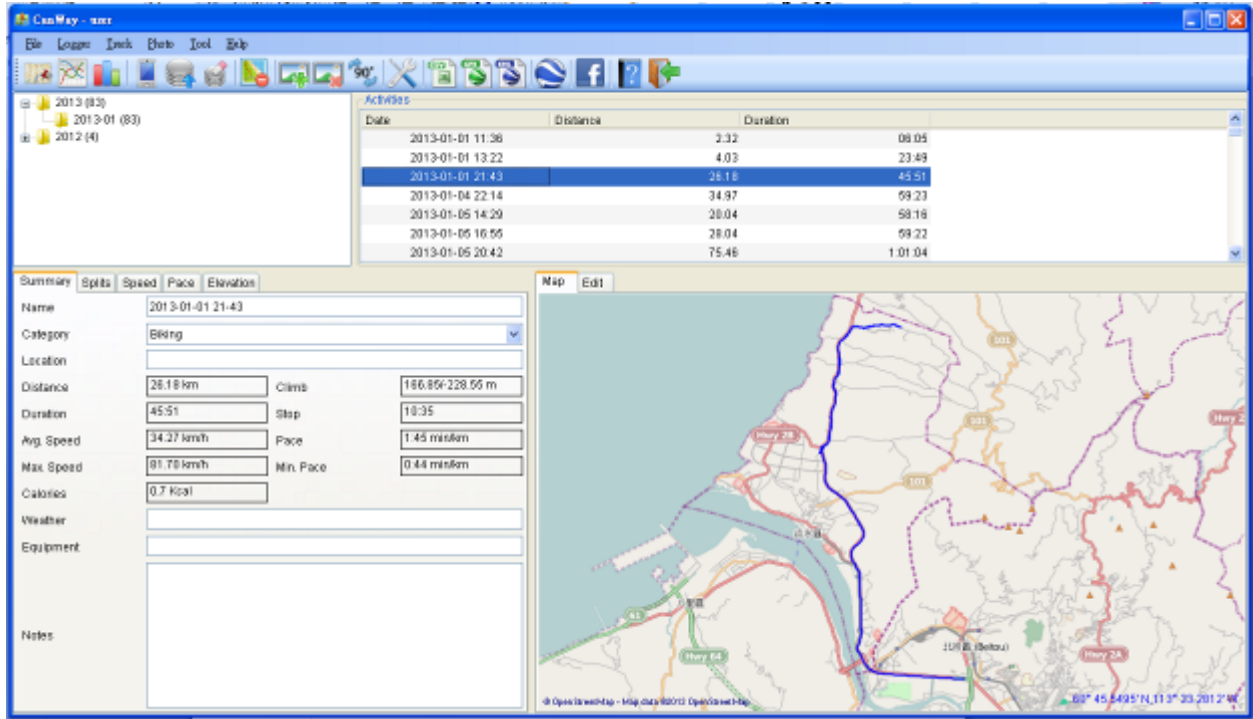 CanWay - user
File Logger Track Photo Tool Help
90°
2013 (83)
2013-01 (83)
2012 (4)
Activities
Date Distance Duration
2013-01-01 11:36 2.32 06:05
2013-01-01 13:22 4.03 23:49
2013-01-01 21:43 26.18 45:51
2013-01-04 22:14 34.97 59:23
2013-01-05 14:29 20.04 58:16
2013-01-05 16:55 28.04 59:22
2013-01-05 20:42 75.46 1:01:04
Summary Splits Speed Pace Elevation
Name 2013-01-01 21-43
Category Biking
Location
Distance 26.18 km Climb 166.85/-228.55 m
Duration 45:51 Stop 10:35
Avg. Speed 34.27 km/h Pace 1:45 min/km
Max. Speed 81.70 km/h Min. Pace 0:44 min/km
Calories 0.7 Kcal
Weather
Equipment
Notes
Map Edit
101
Hwy 2
101
Hwy 2B
101
61
Hwy 64
(Beitou)
Hwy 2A
© OpenStreetMap - Map data ©2013 OpenStreetMap